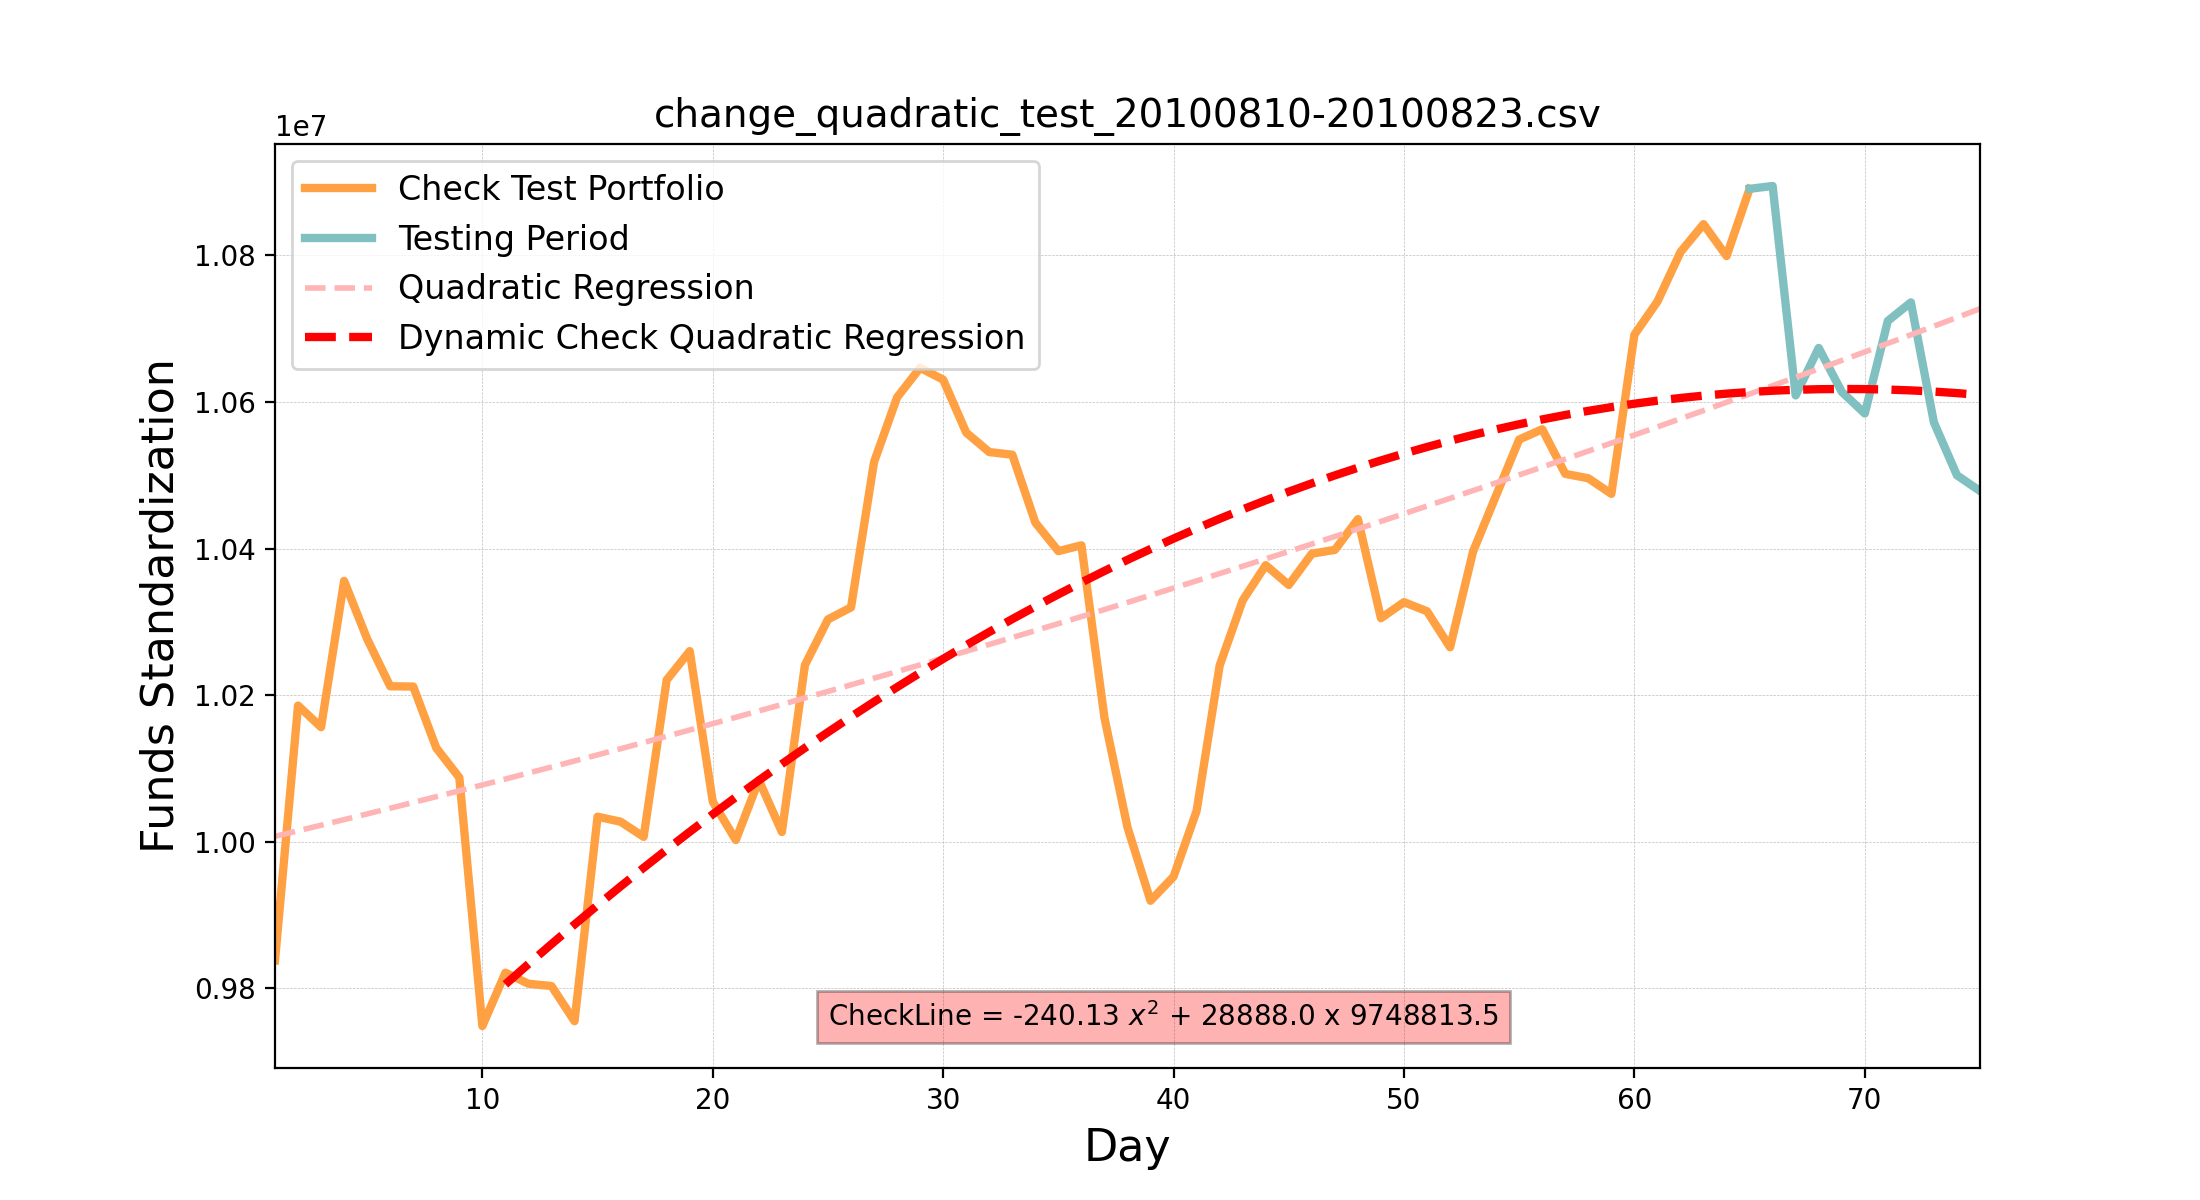 change_quadratic_test_20100810-20100823.csv
1e7
Check Test Portfolio
Testing Period
Quadratic Regression
Dynamic Check Quadratic Regression
Funds Standardization
1.08
1.06
1.04
1.02
1.00
0.98
CheckLine = -240.13 x² + 28888.0 x 9748813.5
10 20 30 40 50 60 70
Day